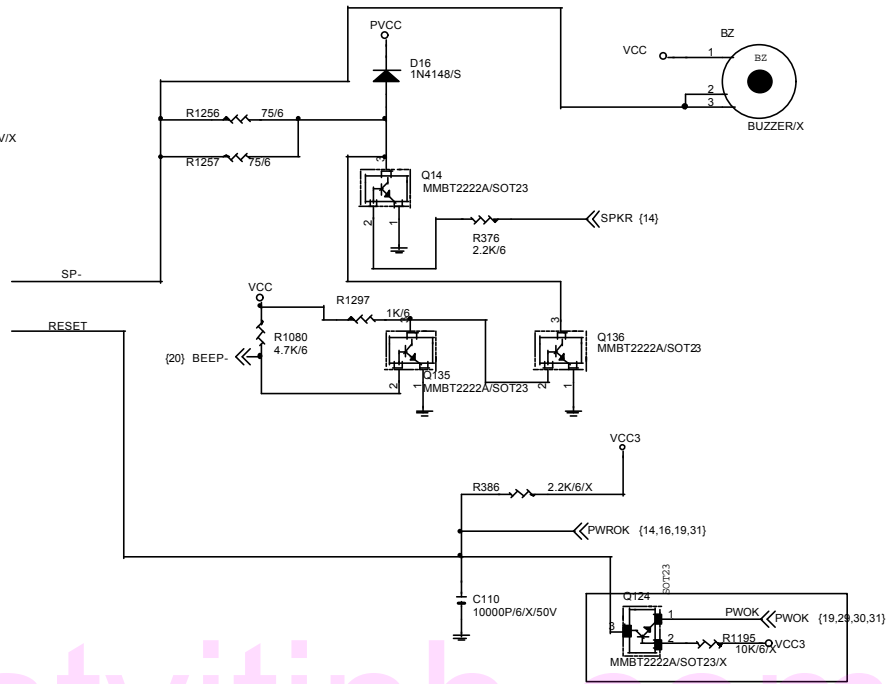 PVCC
BZ
D16
1N4148/S
VCC
1
BZ
2
3
BUZZER/X
R1256 75/6
V/X
R1257 75/6
3
Q14
MMBT2222A/SOT23
2
1
SPKR {14}
R376
2.2K/6
SP-
VCC
R1297
1K/6
RESET
R1080
4.7K/6
3
3
Q136
MMBT2222A/SOT23
{20} BEEP-
Q135
MMBT2222A/SOT23
2
1
2
1
VCC3
R386 2.2K/6/X
PWROK {14,16,19,31}
C110
10000P/6/X/50V
SOT23
Q124
1
PWOK
PWOK {19,29,30,31}
3
2
R1195
10K/6/X
VCC3
MMBT2222A/SOT23/X